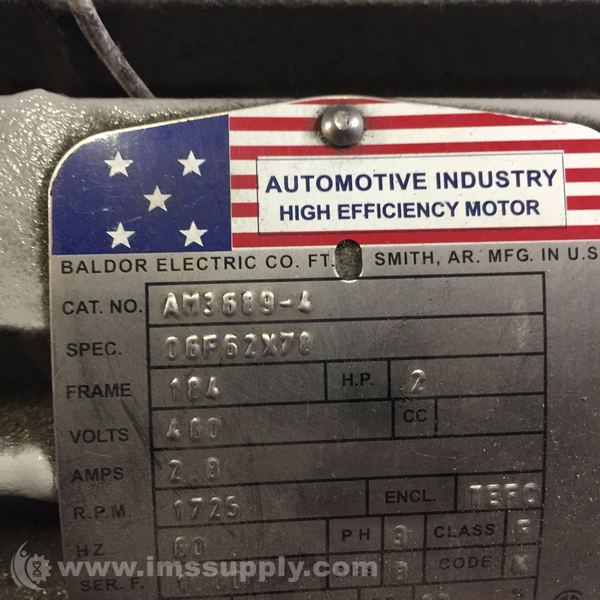 AUTOMOTIVE INDUSTRY
HIGH EFFICIENCY MOTOR
BALDOR ELECTRIC CO. FT. SMITH, AR. MFG. IN U.S
CAT. NO. AM3689-4
SPEC. 06F62X78
FRAME 184 H.P. 2
VOLTS 460 CC
AMPS 2.8
R.P.M. 1725 ENCL. TEFC
HZ 60 PH 3 CLASS F
SER. F. CODE K
www.imssupply.com